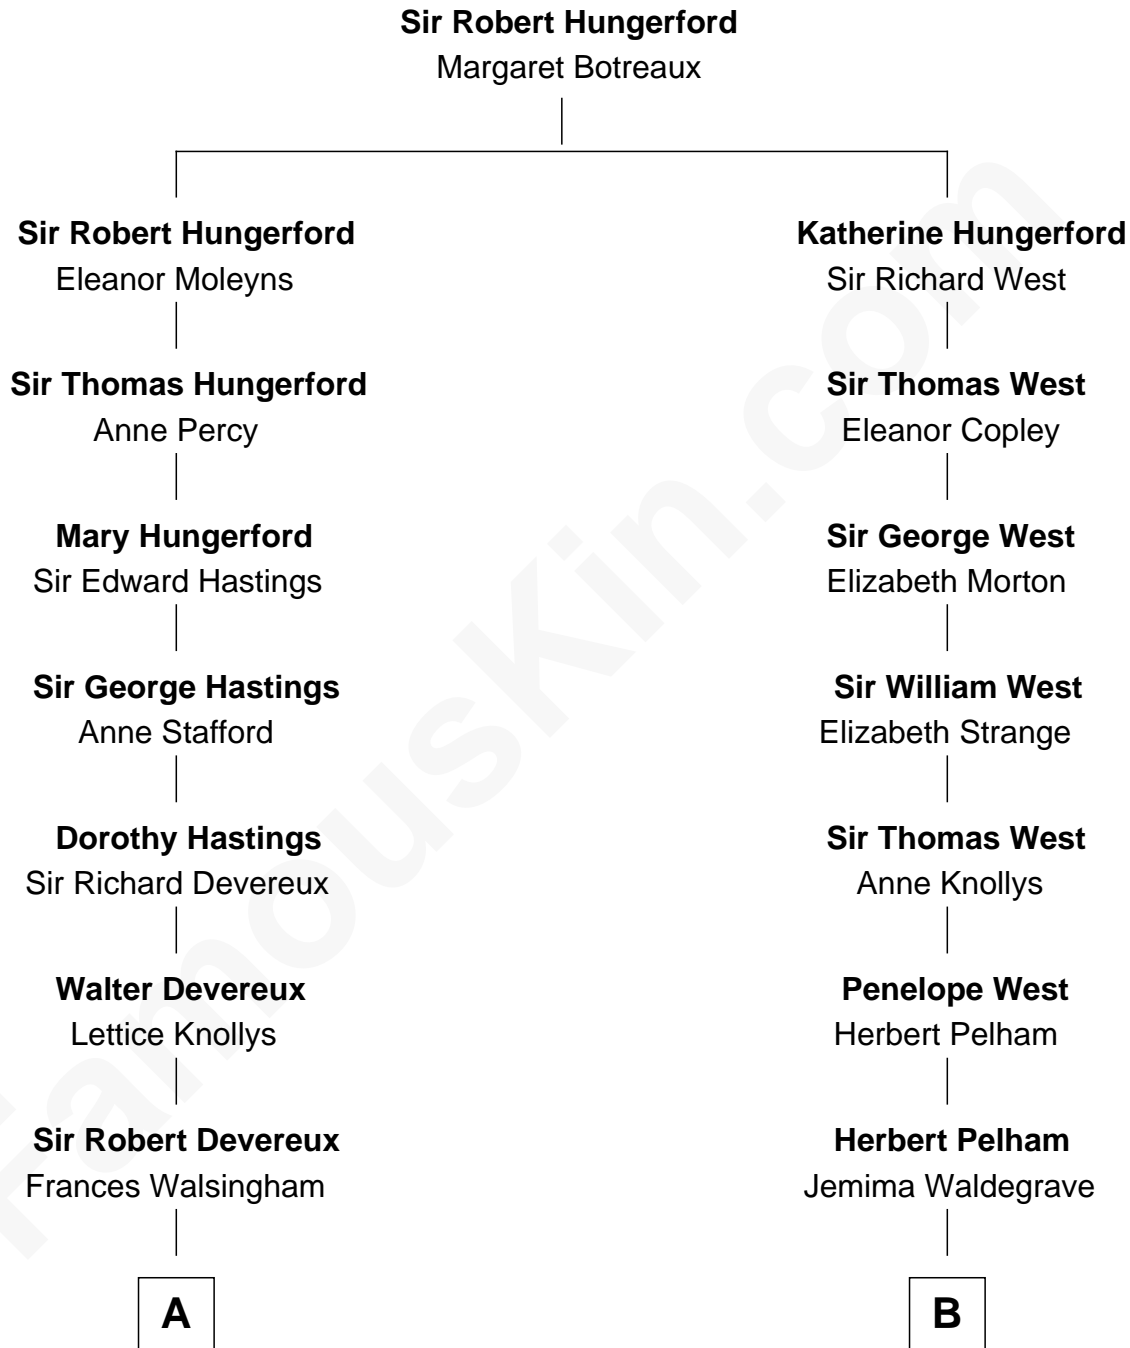 Sir Robert Hungerford
Margaret Botreaux
Sir Robert Hungerford
Eleanor Moleyns
Katherine Hungerford
Sir Richard West
Sir Thomas Hungerford
Anne Percy
Sir Thomas West
Eleanor Copley
Mary Hungerford
Sir Edward Hastings
Sir George West
Elizabeth Morton
Sir George Hastings
Anne Stafford
Sir William West
Elizabeth Strange
Dorothy Hastings
Sir Richard Devereux
Sir Thomas West
Anne Knollys
Walter Devereux
Lettice Knollys
Penelope West
Herbert Pelham
Sir Robert Devereux
Frances Walsingham
Herbert Pelham
Jemima Waldegrave
A
B
FamousKin.com